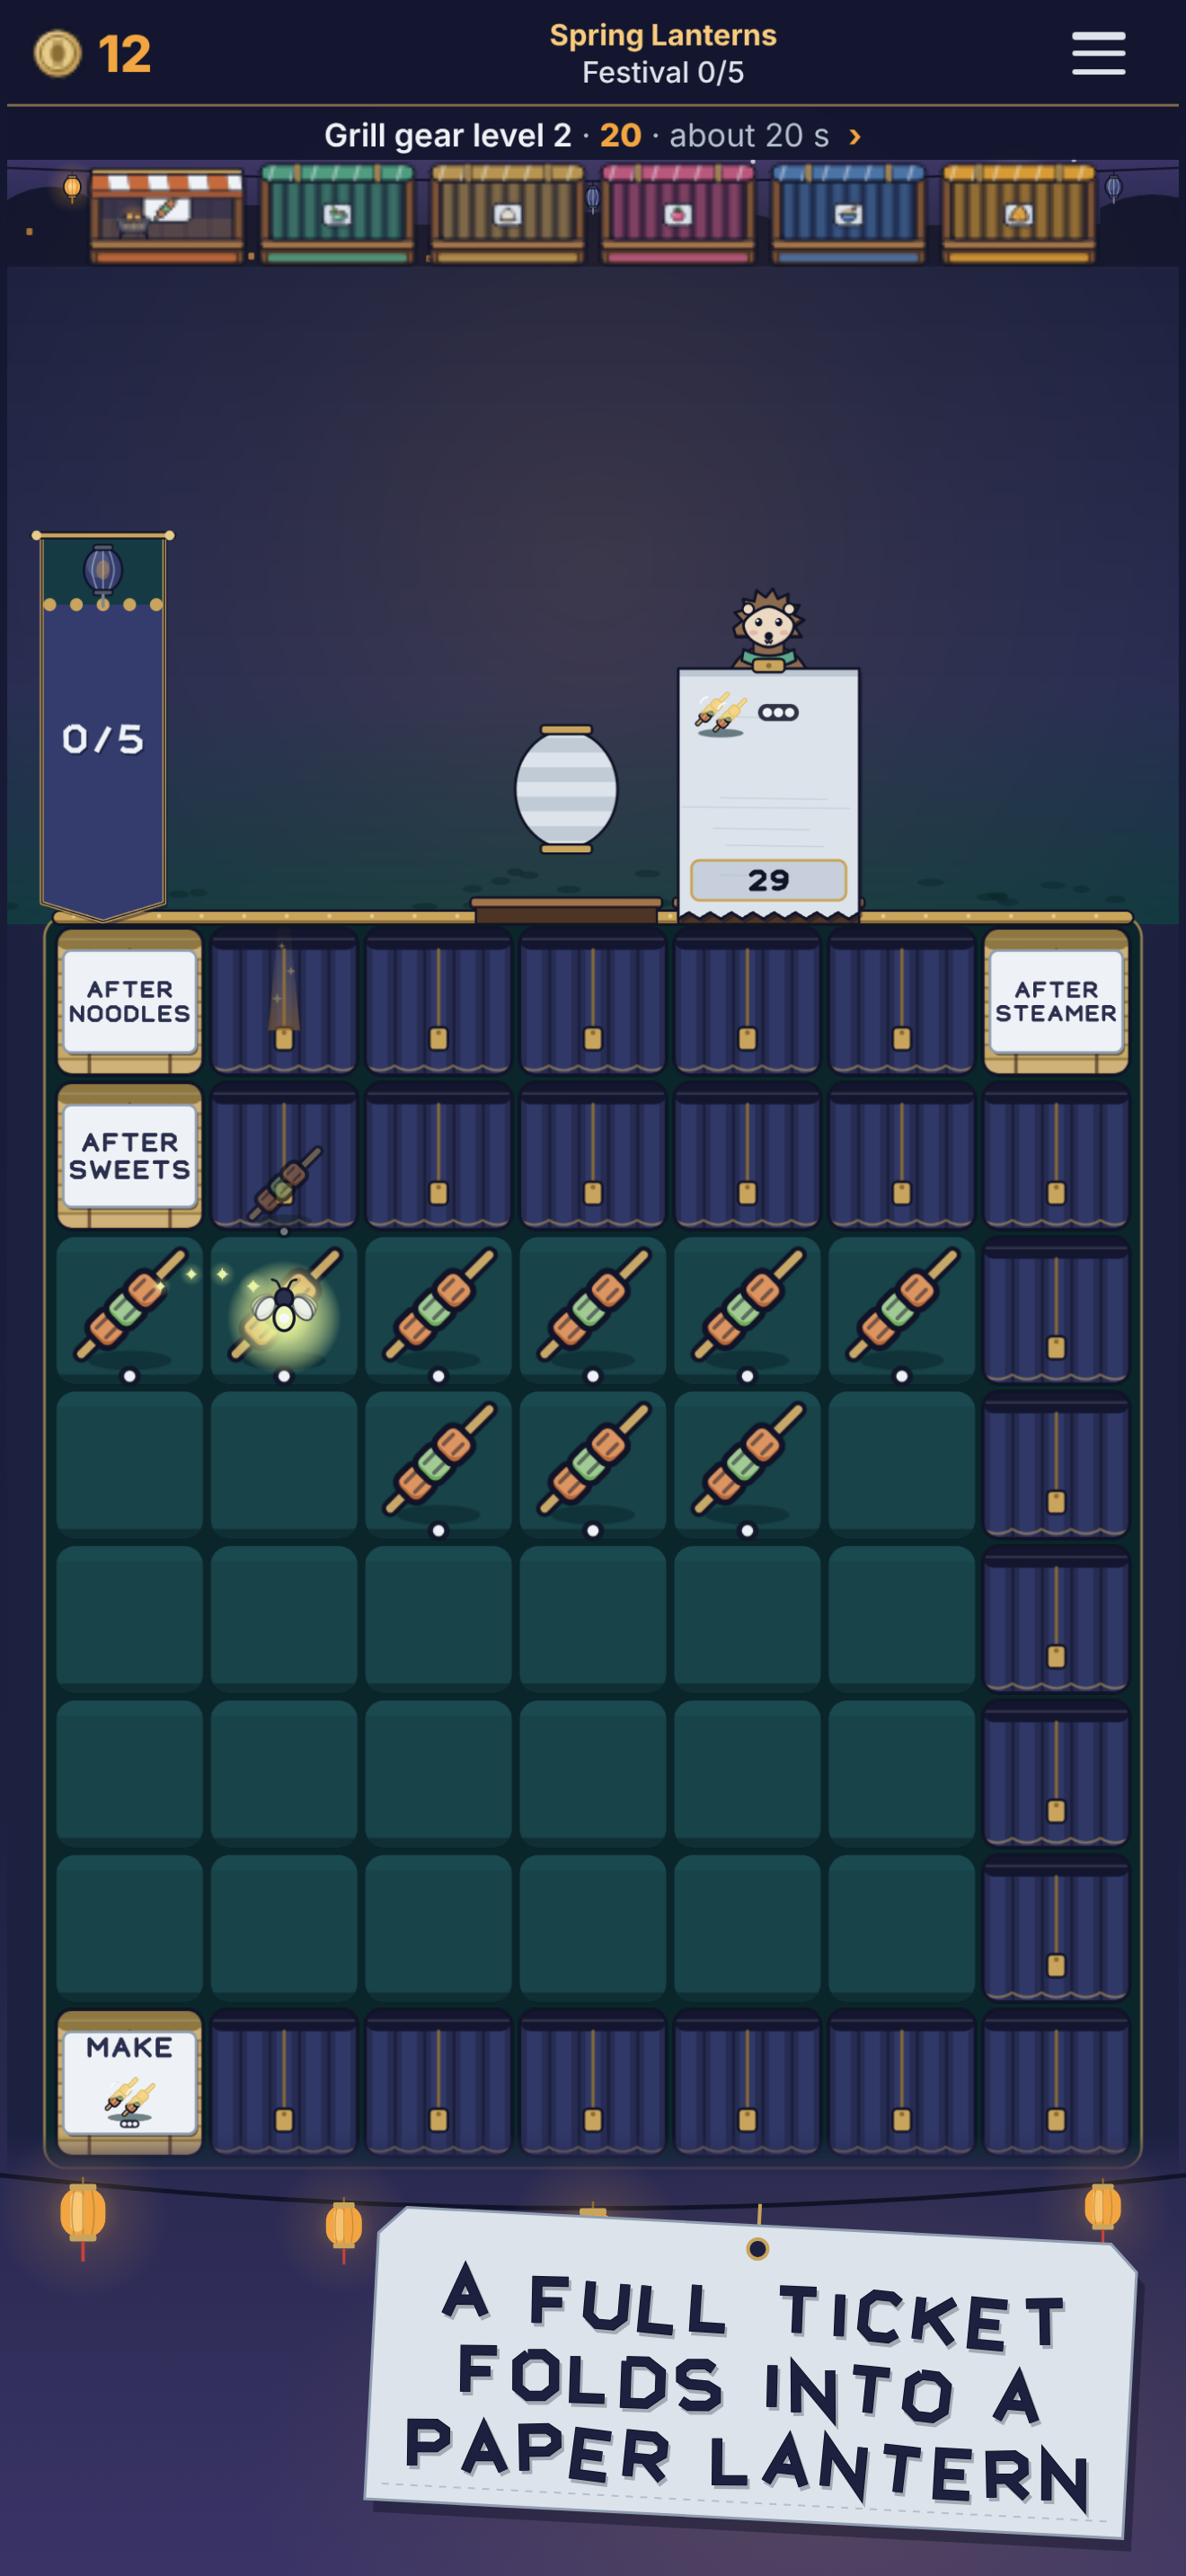 12
Spring Lanterns
Festival 0/5
Grill gear level 2 · 20 · about 20 s ›
0/5
29
AFTER
NOODLES
AFTER
STEAMER
AFTER
SWEETS
MAKE
A FULL TICKET
FOLDS INTO A
PAPER LANTERN